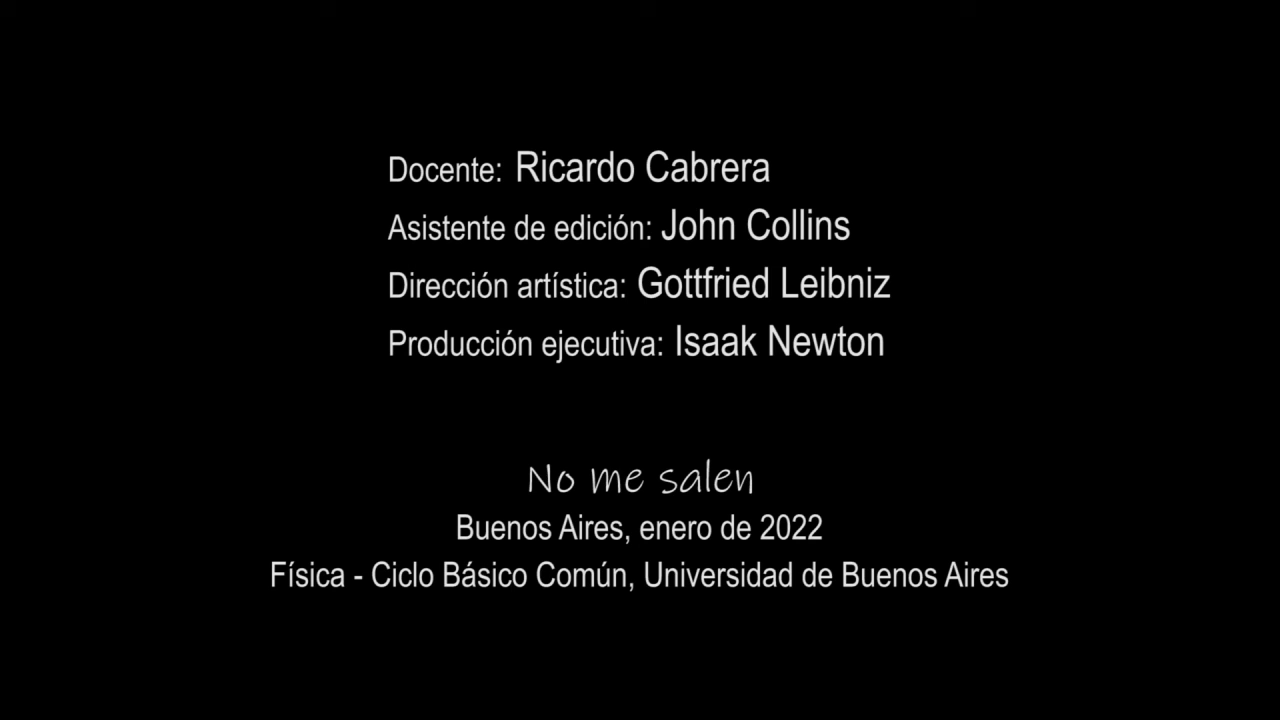 Docente: Ricardo Cabrera
Asistente de edición: John Collins
Dirección artística: Gottfried Leibniz
Producción ejecutiva: Isaak Newton
No me salen
Buenos Aires, enero de 2022
Física - Ciclo Básico Común, Universidad de Buenos Aires